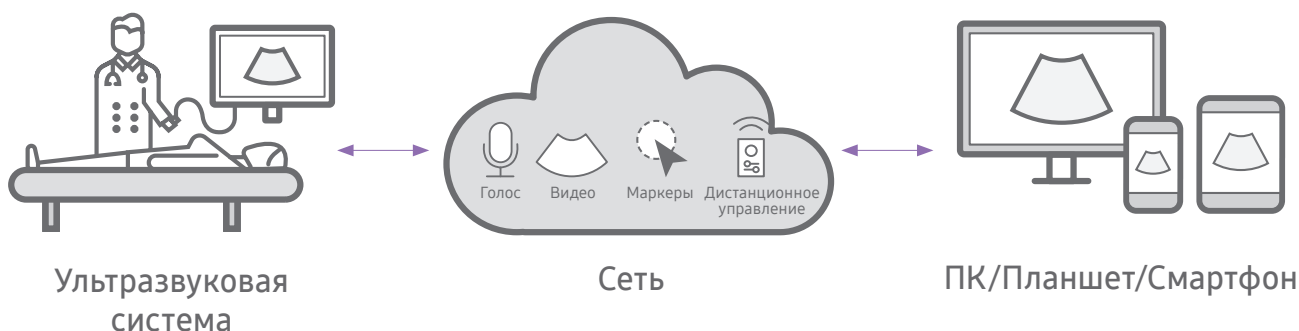 Голос
Видео
Маркеры
Дистанционное
управление
Ультразвуковая
система
Сеть
ПК/Планшет/Смартфон